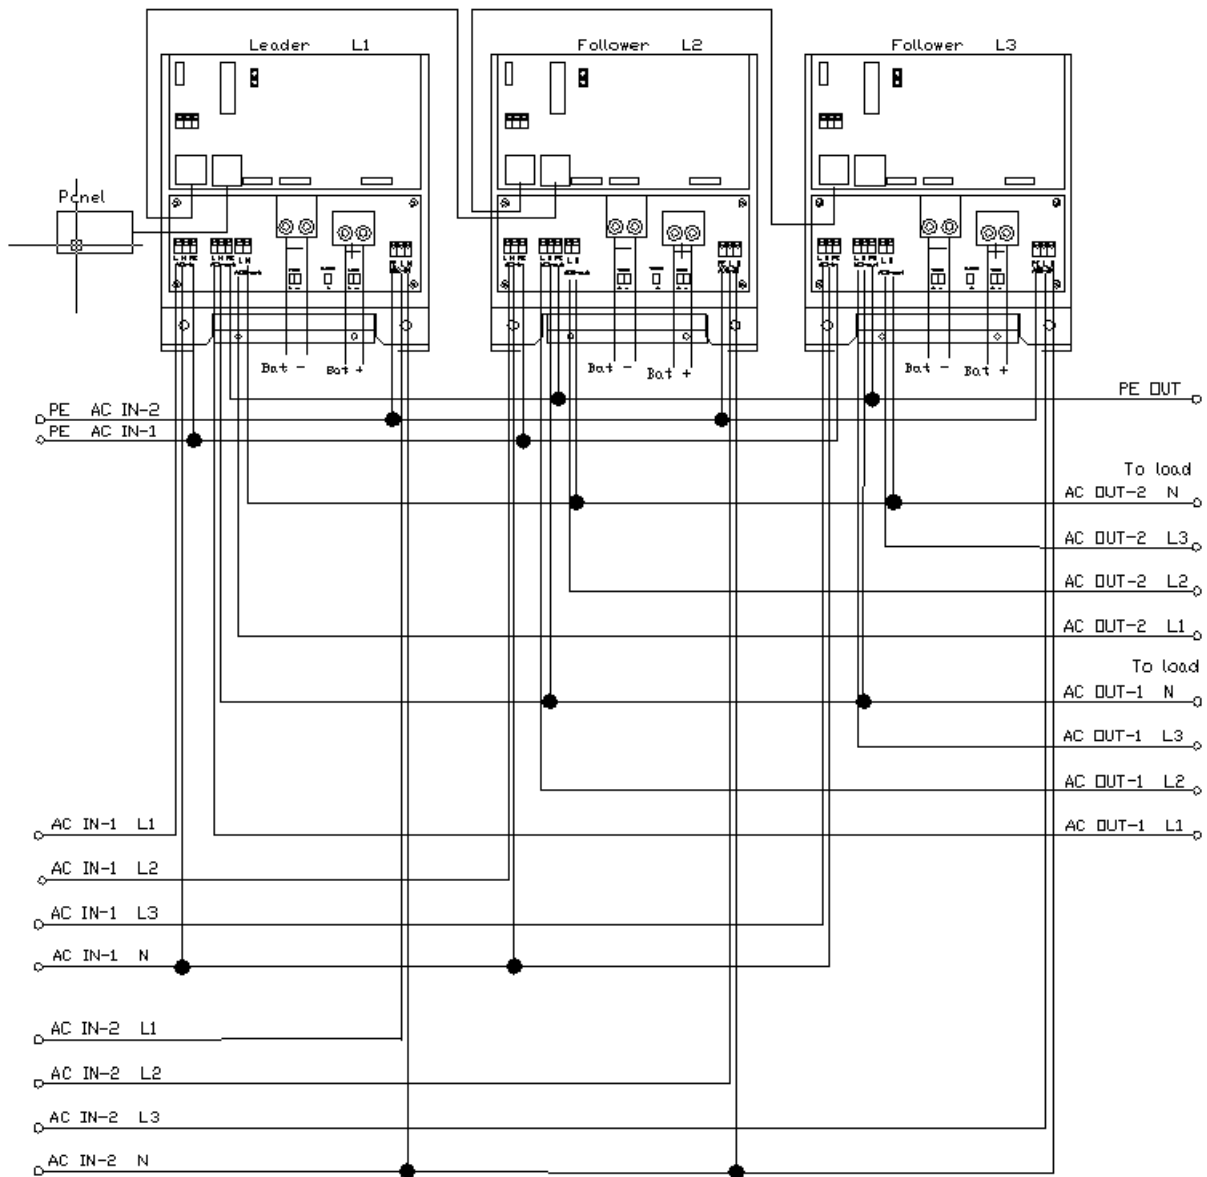 Leader L1
Follower L2
Follower L3
Panel
Bat - Bat +
Bat - Bat +
Bat - Bat +
PE OUT
PE AC IN-2
PE AC IN-1
To load
AC OUT-2 N
AC OUT-2 L3
AC OUT-2 L2
AC OUT-2 L1
To load
AC OUT-1 N
AC OUT-1 L3
AC OUT-1 L2
AC OUT-1 L1
AC IN-1 L1
AC IN-1 L2
AC IN-1 L3
AC IN-1 N
AC IN-2 L1
AC IN-2 L2
AC IN-2 L3
AC IN-2 N